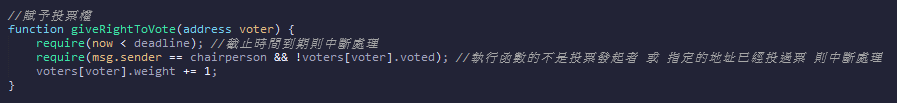 //賦予投票權
function giveRightToVote(address voter) {
    require(now < deadline); //截止時間到期則中斷處理
    require(msg.sender == chairperson && !voters[voter].voted); //執行函數的不是投票發起者 或 指定的地址已經投過票 則中斷處理
    voters[voter].weight += 1;
}